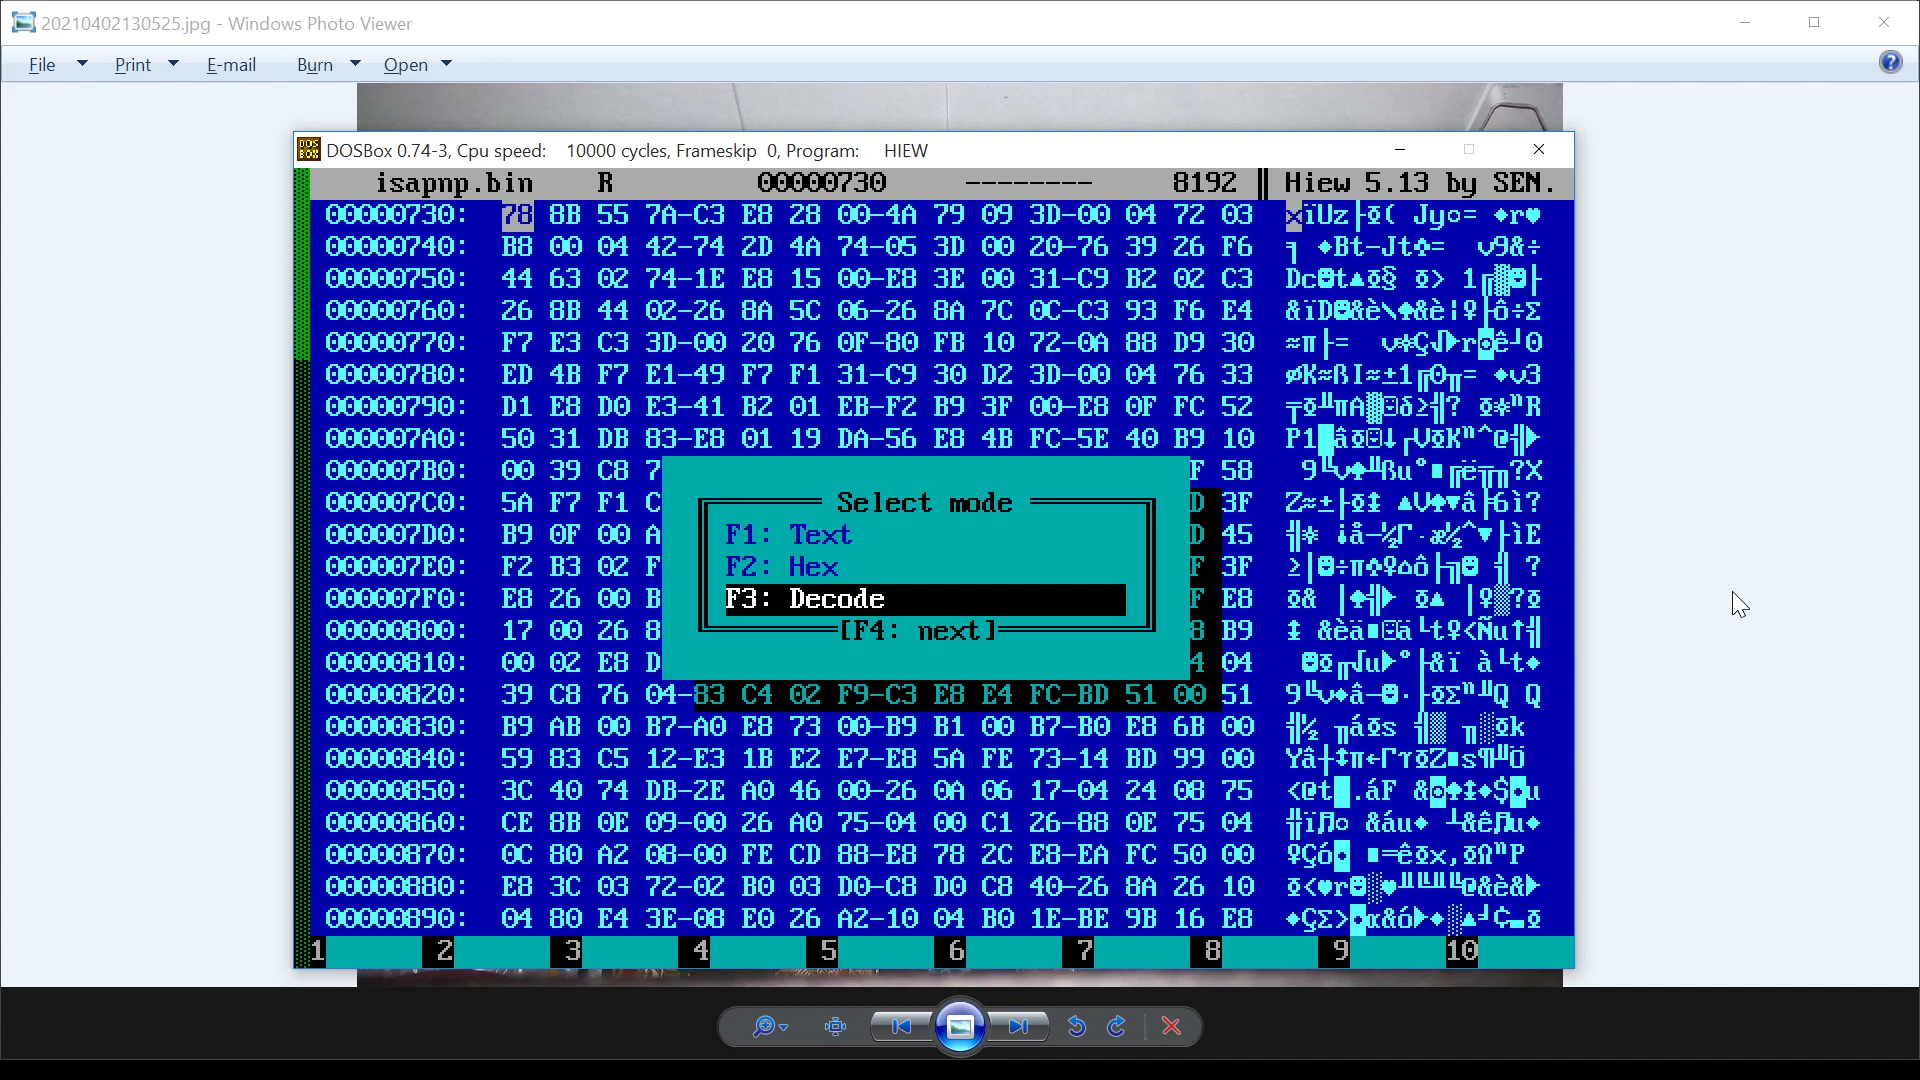 20210402130525.jpg - Windows Photo Viewer
File Print E-mail Burn Open
DOSBox 0.74-3, Cpu speed: 10000 cycles, Frameskip 0, Program: HIEW
isapnp.bin R 00000730 -------- 8192 Hiew 5.13 by SEN.
00000730: 78 8B 55 7A-C3 E8 28 00-4A 79 09 3D-00 04 72 03
00000740: B8 00 04 42-74 2D 4A 74-05 3D 00 20-76 39 26 F6
00000750: 44 63 02 74-1E E8 15 00-E8 3E 00 31-C9 B2 02 C3
00000760: 26 8B 44 02-26 8A 5C 06-26 8A 7C 0C-C3 93 F6 E4
00000770: F7 E3 C3 3D-00 20 76 0F-80 FB 10 72-0A 88 D9 30
00000780: ED 4B F7 E1-49 F7 F1 31-C9 30 D2 3D-00 04 76 33
00000790: D1 E8 D0 E3-41 B2 01 EB-F2 B9 3F 00-E8 0F FC 52
000007A0: 50 31 DB 83-E8 01 19 DA-56 E8 4B FC-5E 40 B9 10
000007B0: 00 39 C8 7 F 58
000007C0: 5A F7 F1 C D 3F
000007D0: B9 0F 00 A D 45
000007E0: F2 B3 02 F F 3F
000007F0: E8 26 00 B F E8
00000800: 17 00 26 8 8 B9
00000810: 00 02 E8 D 4 04
Select mode
F1: Text
F2: Hex
F3: Decode
[F4: next]
00000820: 39 C8 76 04-83 C4 02 F9-C3 E8 E4 FC-BD 51 00 51
00000830: B9 AB 00 B7-A0 E8 73 00-B9 B1 00 B7-B0 E8 6B 00
00000840: 59 83 C5 12-E3 1B E2 E7-E8 5A FE 73-14 BD 99 00
00000850: 3C 40 74 DB-2E A0 46 00-26 0A 06 17-04 24 08 75
00000860: CE 8B 0E 09-00 26 A0 75-04 00 C1 26-88 0E 75 04
00000870: 0C 80 A2 08-00 FE CD 88-E8 78 2C E8-EA FC 50 00
00000880: E8 3C 03 72-02 B0 03 D0-C8 D0 C8 40-26 8A 26 10
00000890: 04 80 E4 3E-08 E0 26 A2-10 04 B0 1E-BE 9B 16 E8
1 2 3 4 5 6 7 8 9 10